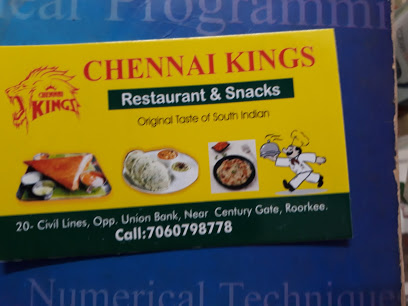 ear Programmi
CHENNAI KINGS
CHENNAI
KINGS
Restaurant & Snacks
Original Taste of South Indian
20- Civil Lines, Opp. Union Bank, Near Century Gate, Roorkee.
Call:7060798778
Numerical Technique